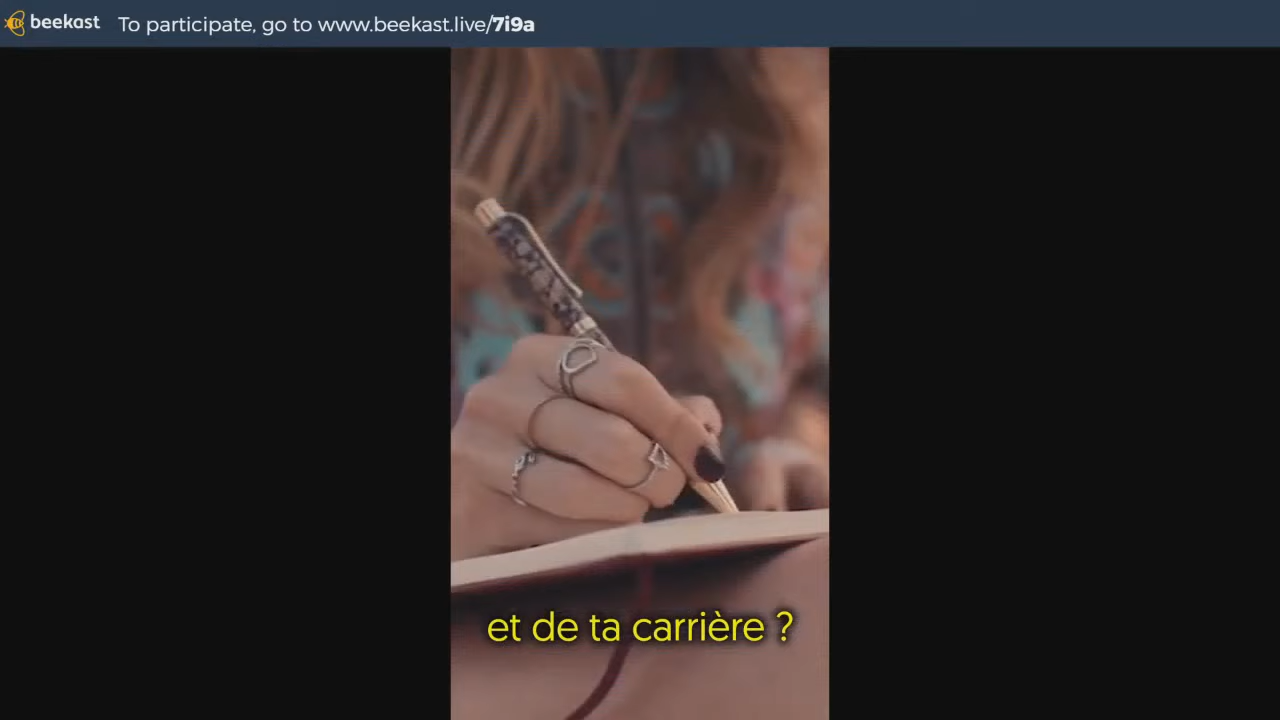 beekast To participate, go to www.beekast.live/7i9a
et de ta carrière ?